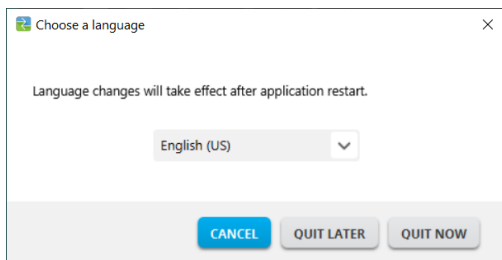 Choose a language
Language changes will take effect after application restart.
English (US)
CANCEL QUIT LATER QUIT NOW